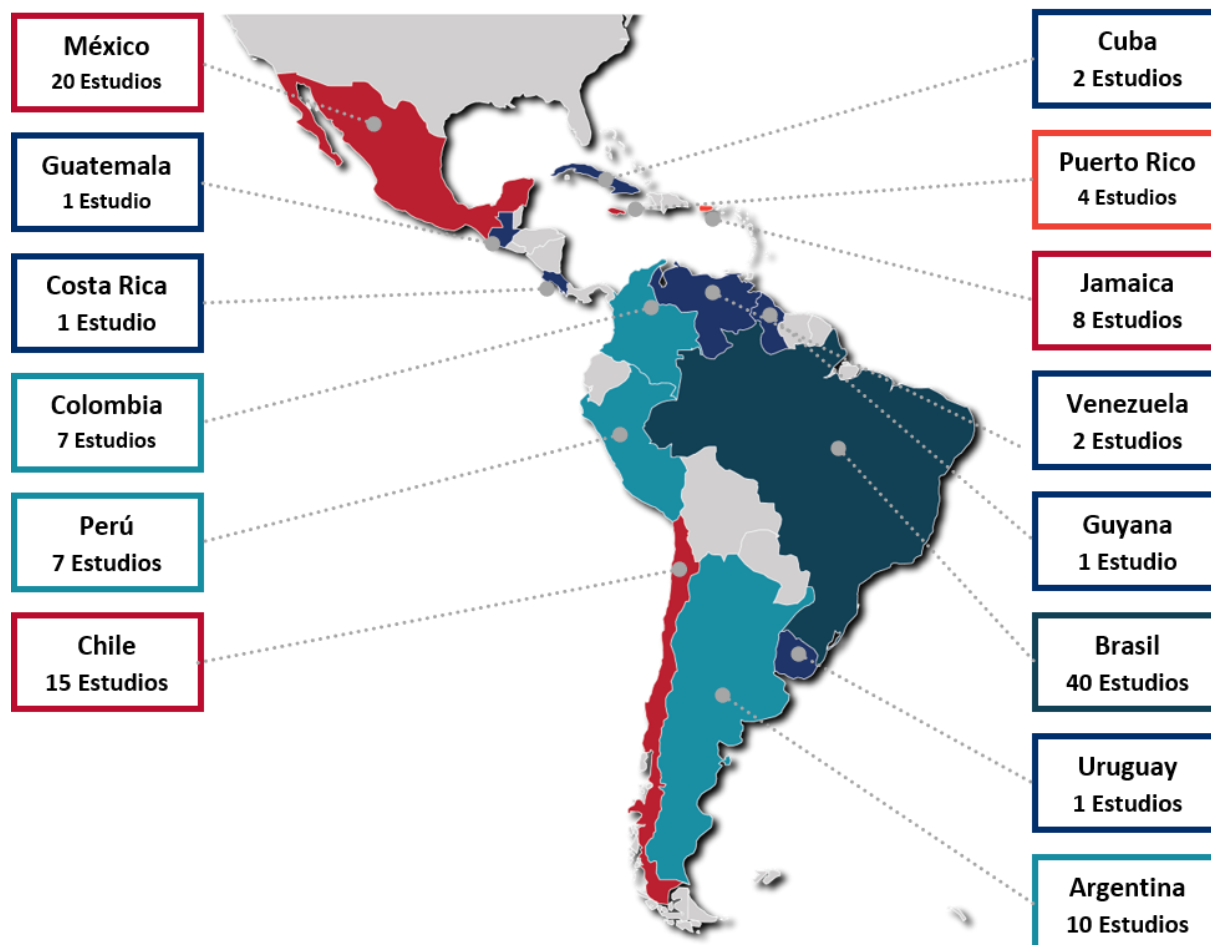 México
20 Estudios
Guatemala
1 Estudio
Costa Rica
1 Estudio
Colombia
7 Estudios
Perú
7 Estudios
Chile
15 Estudios
Cuba
2 Estudios
Puerto Rico
4 Estudios
Jamaica
8 Estudios
Venezuela
2 Estudios
Guyana
1 Estudio
Brasil
40 Estudios
Uruguay
1 Estudios
Argentina
10 Estudios